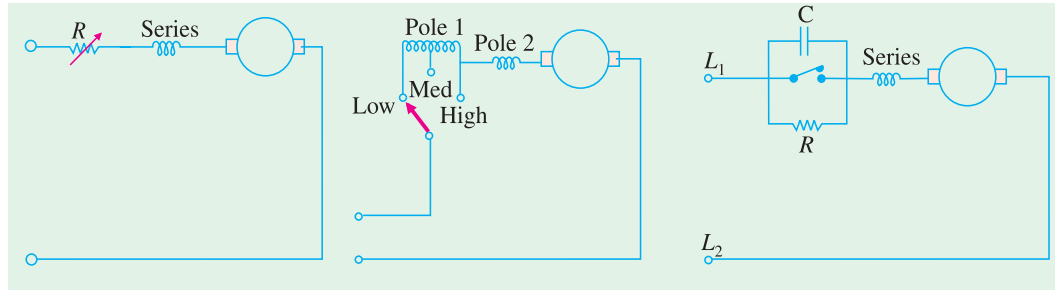 R
Series
Pole 1
Pole 2
Med
Low
High
C
L1
Series
R
L2